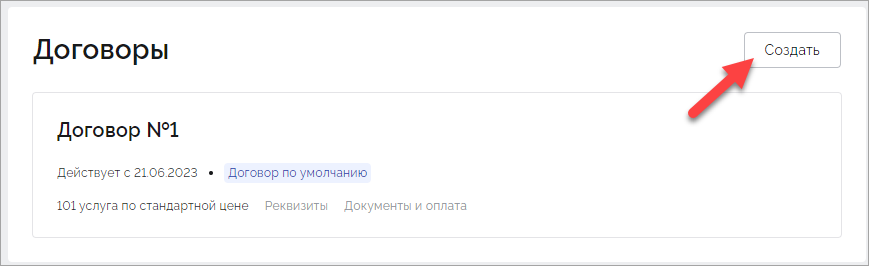 Договоры
Создать
Договор №1
Действует с 21.06.2023 • Договор по умолчанию
101 услуга по стандартной цене Реквизиты Документы и оплата